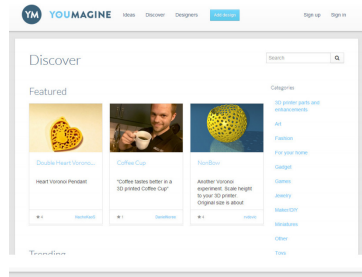 YM YOUMAGINE Ideas Discover Designers Add design Sign up Sign in
Discover
Search
Featured
Categories
3D printer parts and
enhancements
Art
Fashion
For your home
Gadget
Games
Jewelry
Maker/DIY
Miniatures
Other
Toys
Double Heart Vorono...
Heart Voronoi Pendant
Coffee Cup
"Coffee tastes better in a
3D printed Coffee Cup"
Another Voronoi
experiment. Scale height
to your 3D printer.
Original size is about
Trending